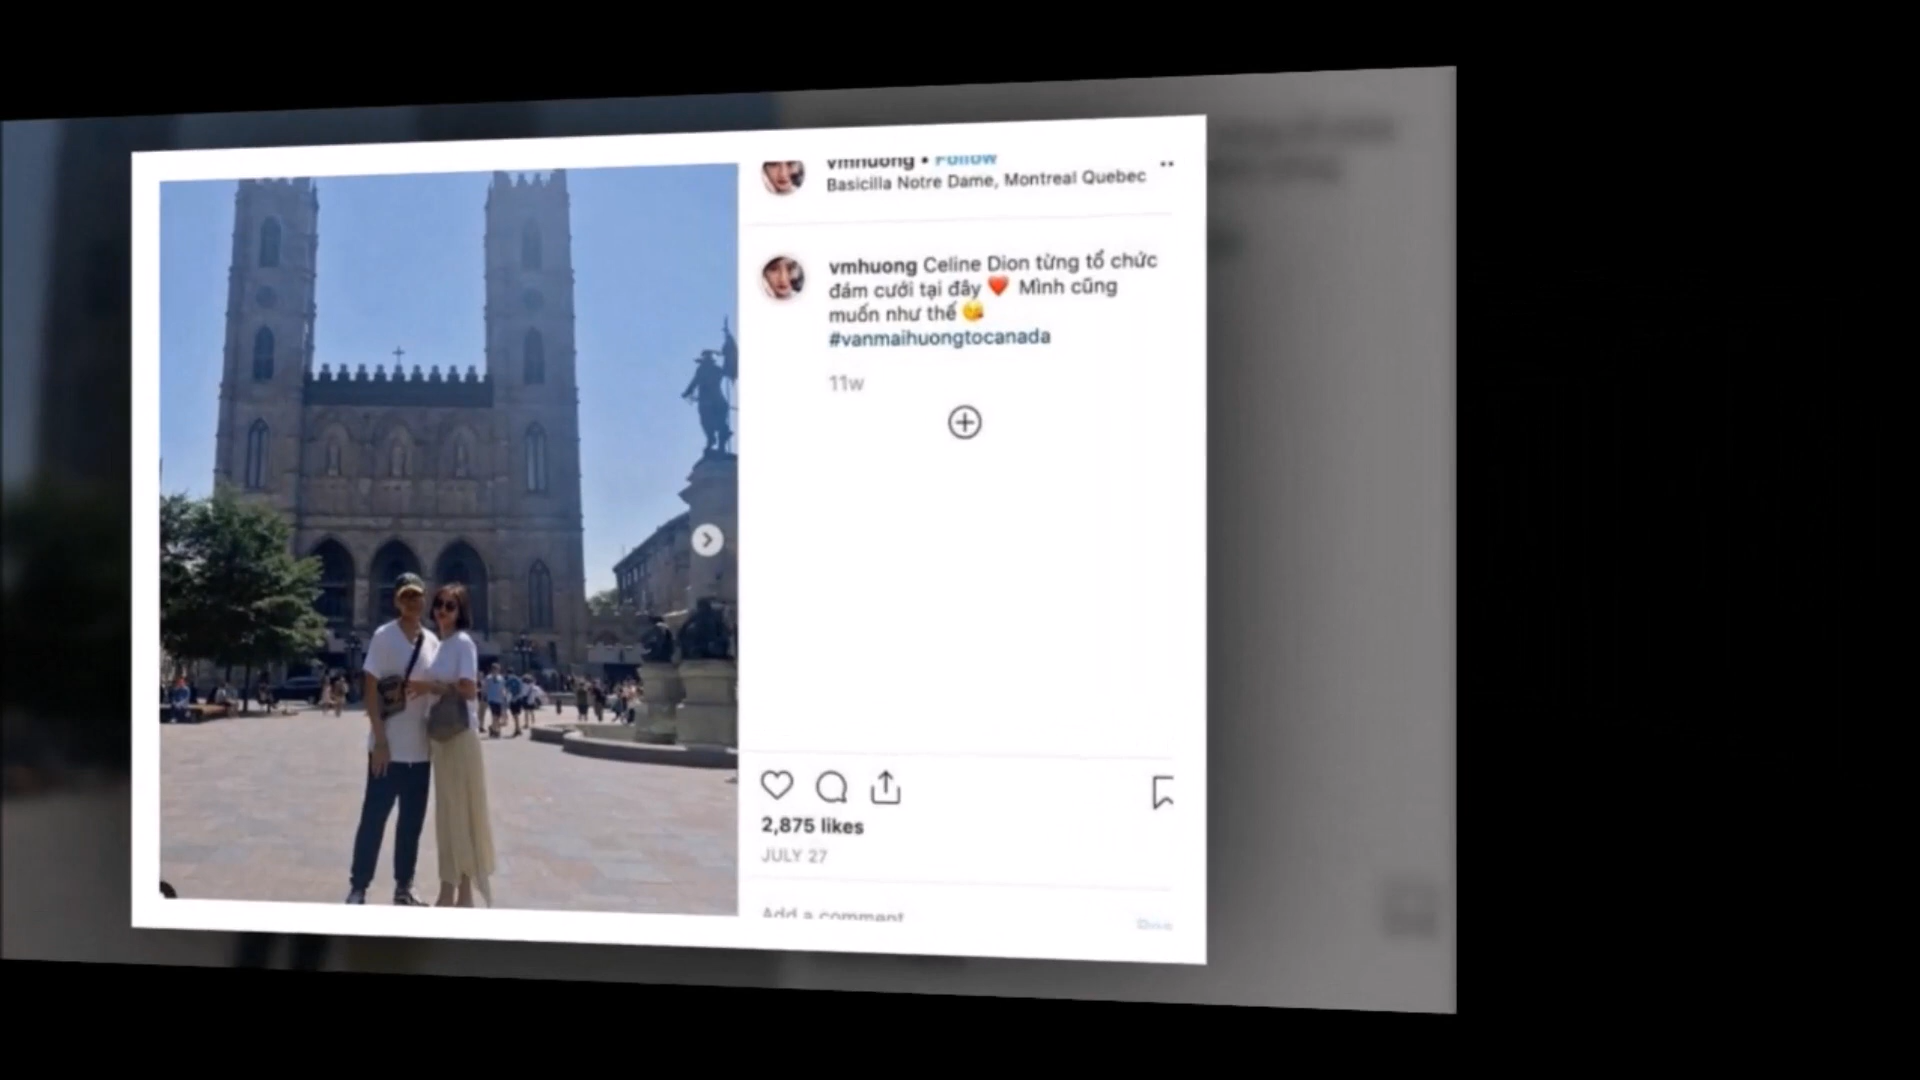 vmhuong • Follow
Basicilla Notre Dame, Montreal Quebec
vmhuong Celine Dion từng tổ chức
đám cưới tại đây ❤️ Mình cũng
muốn như thế 😘
#vanmaihuongtocanada
11w
2,875 likes
JULY 27
Add a comment